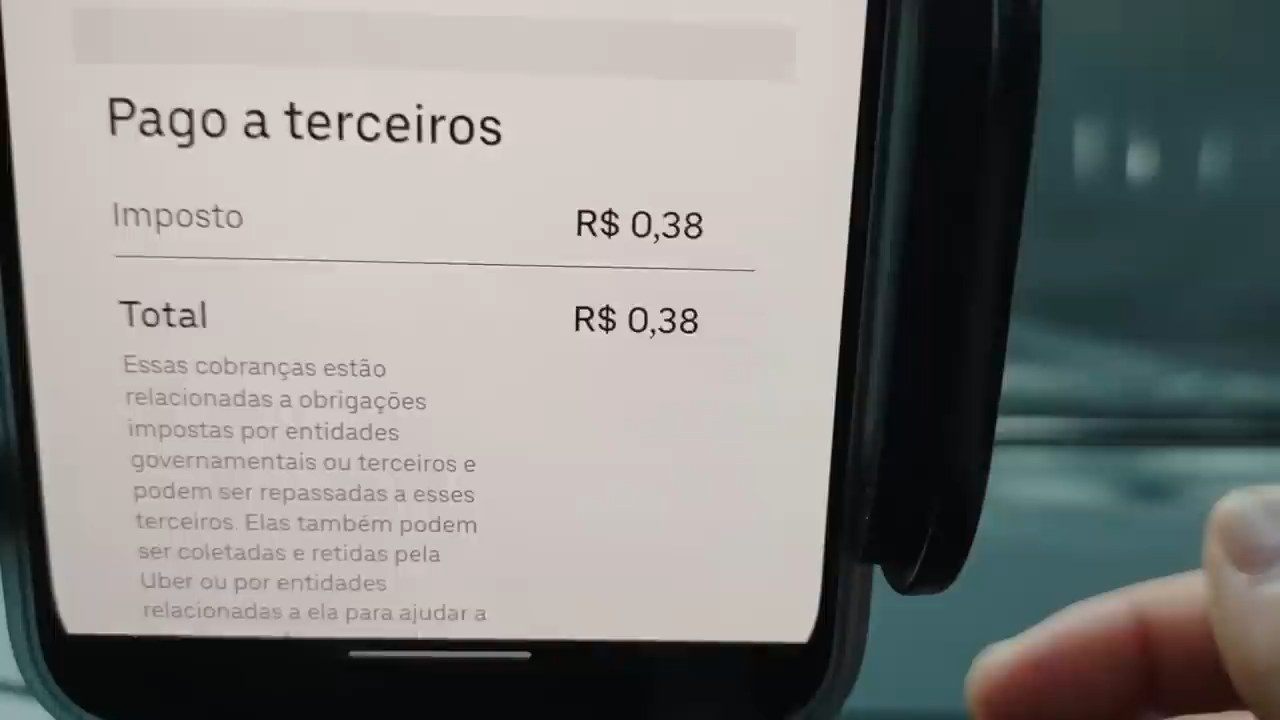 Pago a terceiros
Imposto R$ 0,38
Total R$ 0,38
Essas cobranças estão
relacionadas a obrigações
impostas por entidades
governamentais ou terceiros e
podem ser repassadas a esses
terceiros. Elas também podem
ser coletadas e retidas pela
Uber ou por entidades
relacionadas a ela para ajudar a